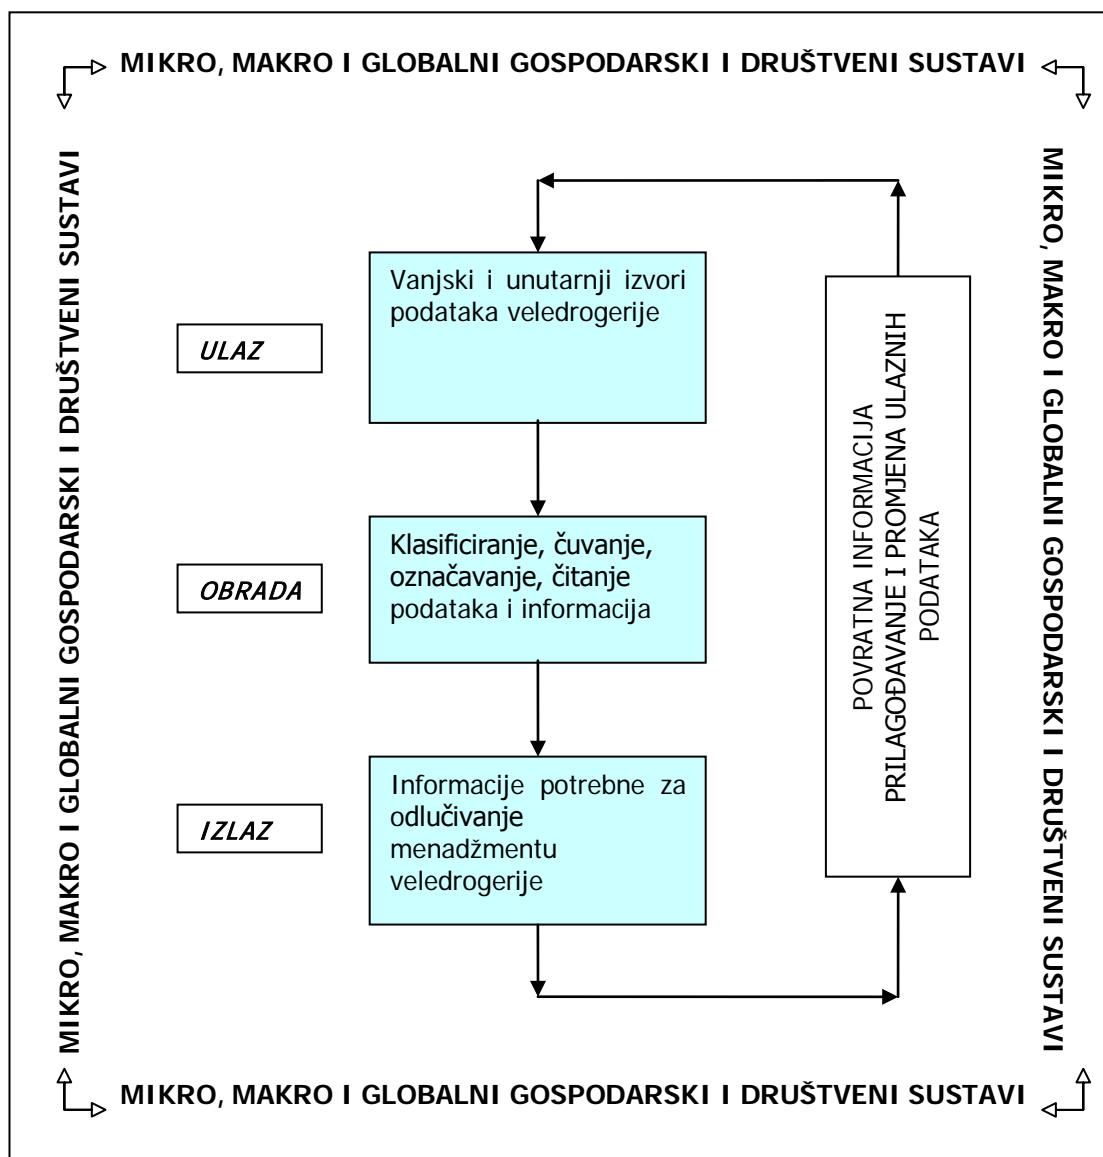 MIKRO, MAKRO I GLOBALNI GOSPODARSKI I DRUŠTVENI SUSTAVI
MIKRO, MAKRO I GLOBALNI GOSPODARSKI I DRUŠTVENI SUSTAVI
ULAZ
Vanjski i unutarnji izvori
podataka veledrogerije
OBRADA
Klasificiranje, čuvanje,
označavanje, čitanje
podataka i informacija
IZLAZ
Informacije potrebne za
odlučivanje
menadžmentu
veledrogerije
POVRATNA INFORMACIJA
PRILAGOĐAVANJE I PROMJENA ULAZNIH
PODATAKA
MIKRO, MAKRO I GLOBALNI GOSPODARSKI I DRUŠTVENI SUSTAVI
MIKRO, MAKRO I GLOBALNI GOSPODARSKI I DRUŠTVENI SUSTAVI